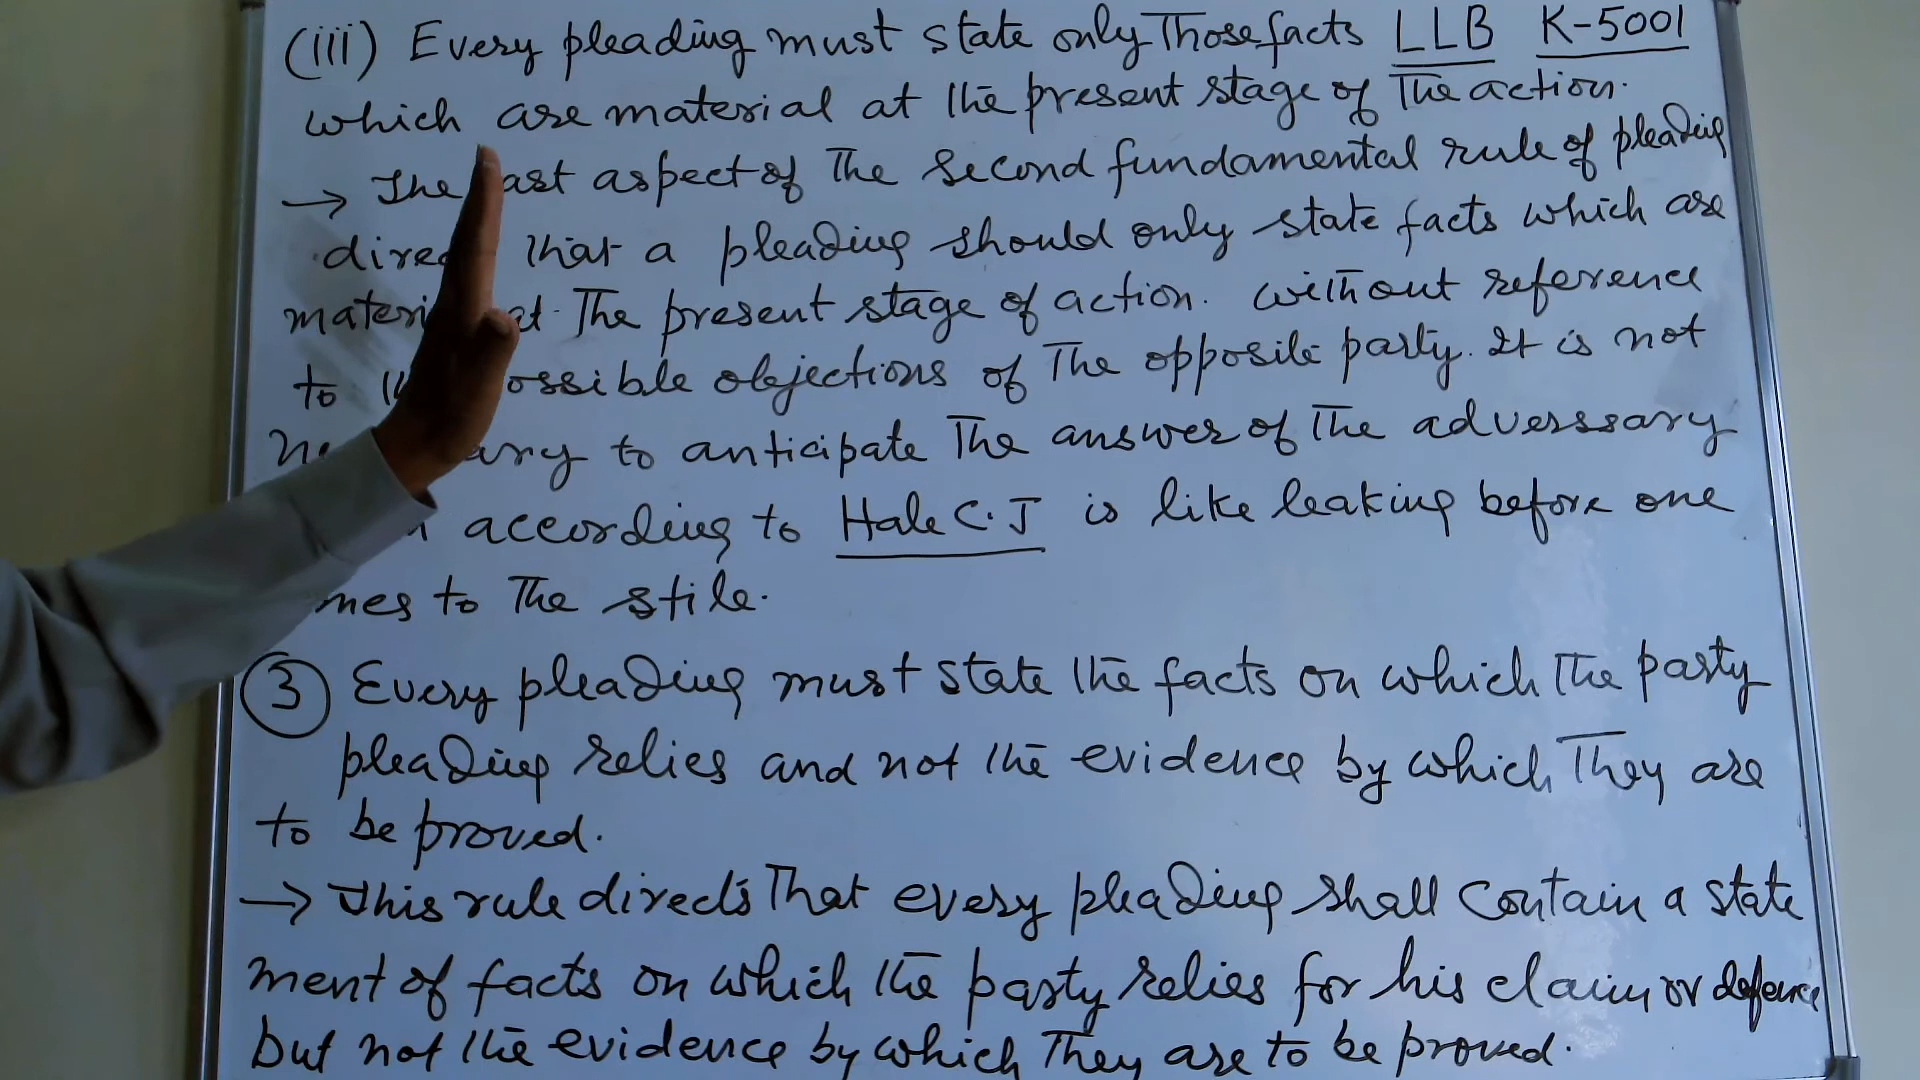 (iii) Every pleading must state only those facts LLB K-5001
which are material at the present stage of the action.
→ The ast aspect of The second fundamental rule of pleading
direc that a pleading should only state facts which are
materi at The present stage of action. without reference
to ossible objections of The opposite party. It is not
ary to anticipate The answer of The adverssary
according to Hale C.J is like leaking before one
mes to The stile.
3 Every pleading must state the facts on which The party
pleading relies and not the evidence by which They are
to be proved.
→ This rule directs That every pleading shall contain a state
ment of facts on which the party relies for his claim or defence
but not the evidence by which They are to be proved.